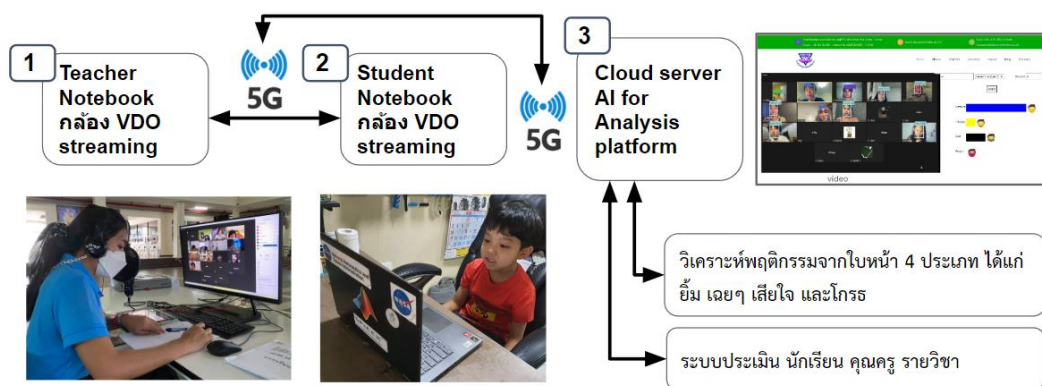 1
Teacher
Notebook
กล้อง VDO
streaming
5G
2
Student
Notebook
กล้อง VDO
streaming
5G
3
Cloud server
AI for
Analysis
platform
video
NASA
วิเคราะห์พฤติกรรมจากใบหน้า 4 ประเภท ได้แก่
ยิ้ม เฉยๆ เสียใจ และโกรธ
ระบบประเมิน นักเรียน คุณครู รายวิชา